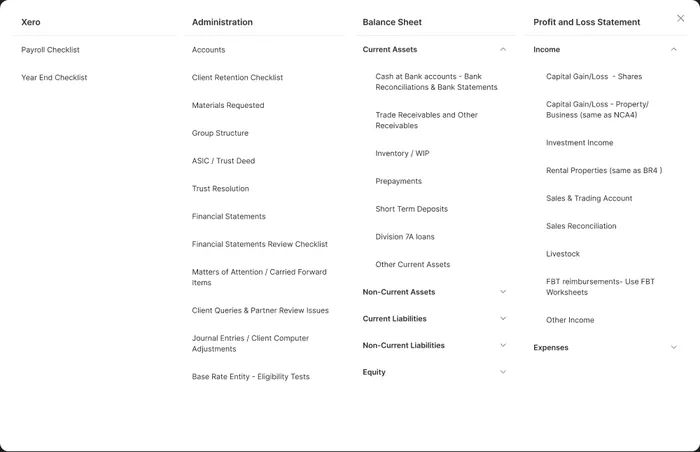 Xero
Payroll Checklist
Year End Checklist
Administration
Accounts
Client Retention Checklist
Materials Requested
Group Structure
ASIC / Trust Deed
Trust Resolution
Financial Statements
Financial Statements Review Checklist
Matters of Attention / Carried Forward
Items
Client Queries & Partner Review Issues
Journal Entries / Client Computer
Adjustments
Base Rate Entity - Eligibility Tests
Balance Sheet
Current Assets
Cash at Bank accounts - Bank
Reconciliations & Bank Statements
Trade Receivables and Other
Receivables
Inventory / WIP
Prepayments
Short Term Deposits
Division 7A loans
Other Current Assets
Non-Current Assets
Current Liabilities
Non-Current Liabilities
Equity
Profit and Loss Statement
Income
Capital Gain/Loss - Shares
Capital Gain/Loss - Property/
Business (same as NCA4)
Investment Income
Rental Properties (same as BR4 )
Sales & Trading Account
Sales Reconciliation
Livestock
FBT reimbursements- Use FBT
Worksheets
Other Income
Expenses